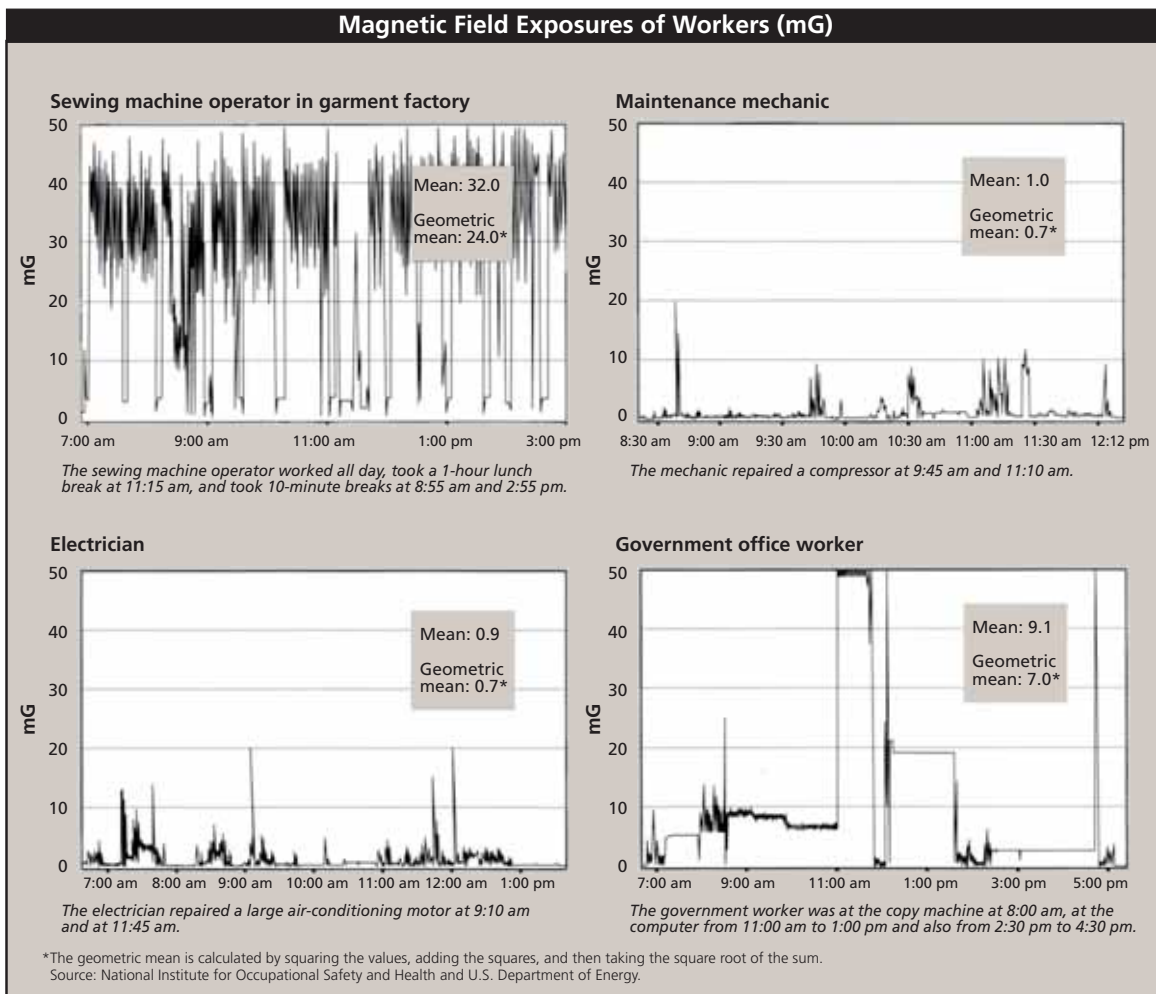 Magnetic Field Exposures of Workers (mG)
Sewing machine operator in garment factory
50
40
30
20
10
0
mG
Mean: 32.0
Geometric
mean: 24.0*
7:00 am 9:00 am 11:00 am 1:00 pm 3:00 pm
The sewing machine operator worked all day, took a 1-hour lunch
break at 11:15 am, and took 10-minute breaks at 8:55 am and 2:55 pm.
Maintenance mechanic
50
40
30
20
10
0
mG
Mean: 1.0
Geometric
mean: 0.7*
8:30 am 9:00 am 9:30 am 10:00 am 10:30 am 11:00 am 11:30 am 12:12 pm
The mechanic repaired a compressor at 9:45 am and 11:10 am.
Electrician
50
40
30
20
10
0
mG
Mean: 0.9
Geometric
mean: 0.7*
7:00 am 8:00 am 9:00 am 10:00 am 11:00 am 12:00 am 1:00 pm
The electrician repaired a large air-conditioning motor at 9:10 am
and at 11:45 am.
Government office worker
50
40
30
20
10
0
mG
Mean: 9.1
Geometric
mean: 7.0*
7:00 am 9:00 am 11:00 am 1:00 pm 3:00 pm 5:00 pm
The government worker was at the copy machine at 8:00 am, at the
computer from 11:00 am to 1:00 pm and also from 2:30 pm to 4:30 pm.
*The geometric mean is calculated by squaring the values, adding the squares, and then taking the square root of the sum.
Source: National Institute for Occupational Safety and Health and U.S. Department of Energy.